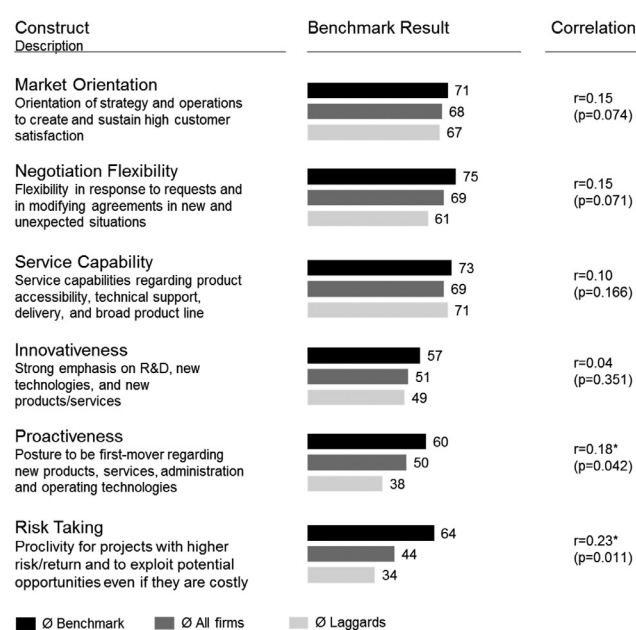 Construct
Description
Benchmark Result
Correlation
Market Orientation
Orientation of strategy and operations
to create and sustain high customer
satisfaction
71
68
67
r=0.15
(p=0.074)
Negotiation Flexibility
Flexibility in response to requests and
in modifying agreements in new and
unexpected situations
75
69
61
r=0.15
(p=0.071)
Service Capability
Service capabilities regarding product
accessibility, technical support,
delivery, and broad product line
73
69
71
r=0.10
(p=0.166)
Innovativeness
Strong emphasis on R&D, new
technologies, and new
products/services
57
51
49
r=0.04
(p=0.351)
Proactiveness
Posture to be first-mover regarding
new products, services, administration
and operating technologies
60
50
38
r=0.18*
(p=0.042)
Risk Taking
Proclivity for projects with higher
risk/return and to exploit potential
opportunities even if they are costly
64
44
34
r=0.23*
(p=0.011)
Ø Benchmark
Ø All firms
Ø Laggards